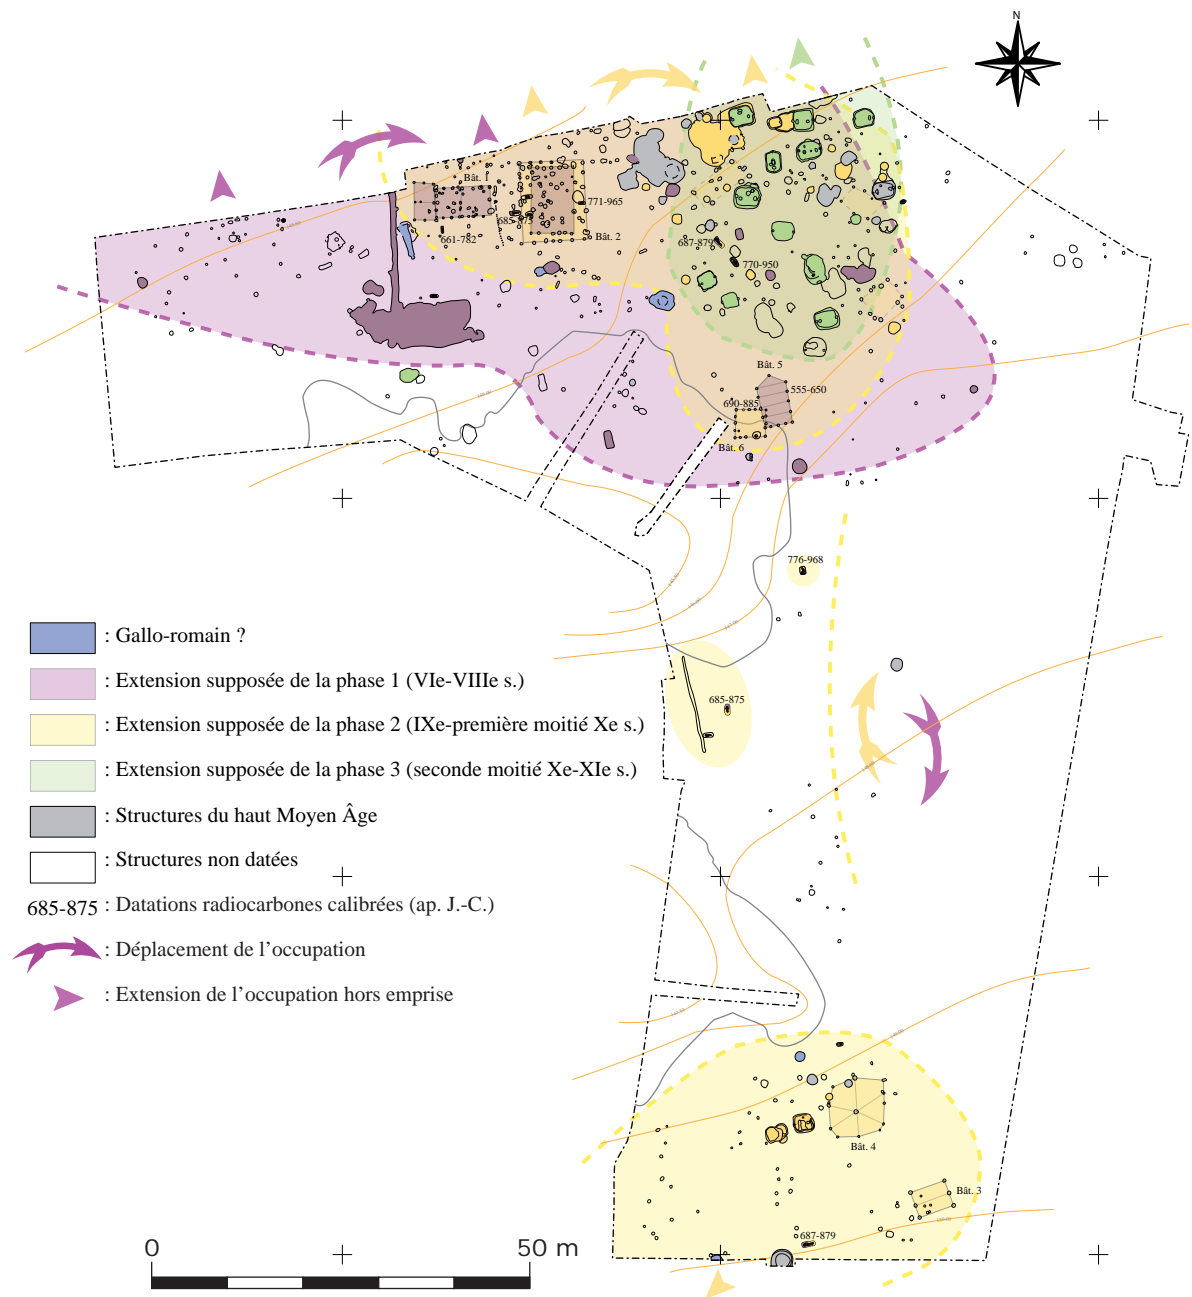 N
Bât. 1
771-965
685-875
661-782
Bât. 2
687-879
770-950
Bât. 5
555-650
690-885
Bât. 6
776-968
: Gallo-romain ?
: Extension supposée de la phase 1 (VIe-VIIIe s.)
685-875
: Extension supposée de la phase 2 (IXe-première moitié Xe s.)
: Extension supposée de la phase 3 (seconde moitié Xe-XIe s.)
: Structures du haut Moyen Âge
: Structures non datées
685-875 : Datations radiocarbones calibrées (ap. J.-C.)
: Déplacement de l’occupation
: Extension de l’occupation hors emprise
Bât. 4
Bât. 3
687-879
0 50 m